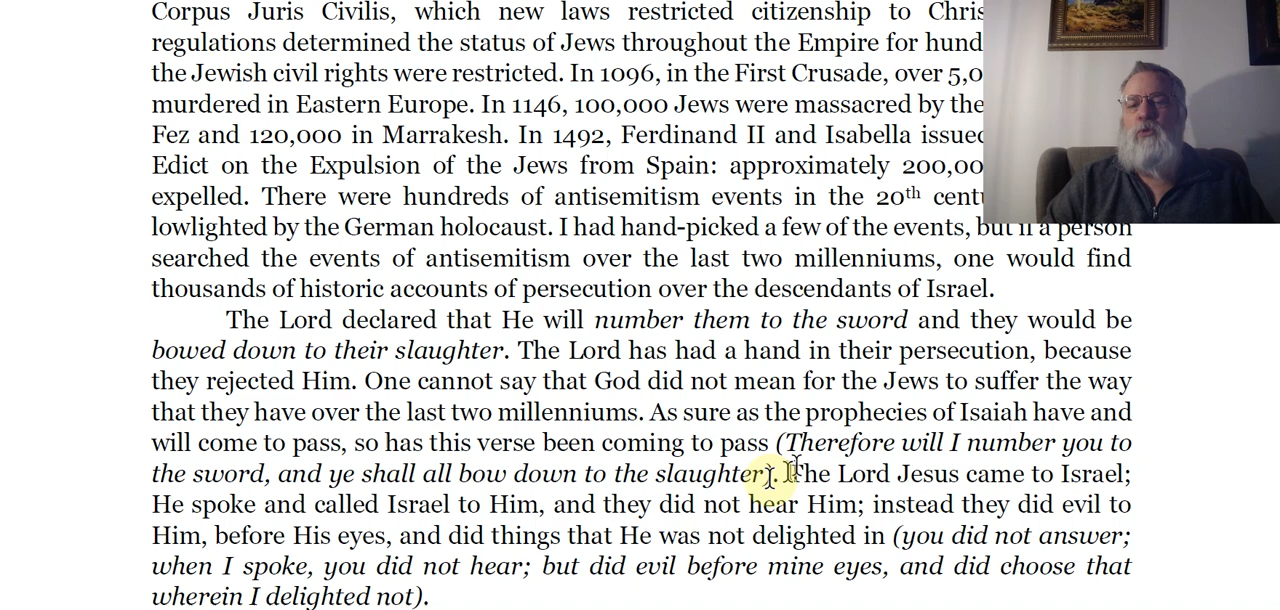 Corpus Juris Civilis, which new laws restricted citizenship to Chris
regulations determined the status of Jews throughout the Empire for hund
the Jewish civil rights were restricted. In 1096, in the First Crusade, over 5,0
murdered in Eastern Europe. In 1146, 100,000 Jews were massacred by the
Fez and 120,000 in Marrakesh. In 1492, Ferdinand II and Isabella issued
Edict on the Expulsion of the Jews from Spain: approximately 200,00
expelled. There were hundreds of antisemitism events in the 20th cent
lowlighted by the German holocaust. I had hand-picked a few of the events, but if a person
searched the events of antisemitism over the last two millenniums, one would find
thousands of historic accounts of persecution over the descendants of Israel.
The Lord declared that He will number them to the sword and they would be
bowed down to their slaughter. The Lord has had a hand in their persecution, because
they rejected Him. One cannot say that God did not mean for the Jews to suffer the way
that they have over the last two millenniums. As sure as the prophecies of Isaiah have and
will come to pass, so has this verse been coming to pass (Therefore will I number you to
the sword, and ye shall all bow down to the slaughter). The Lord Jesus came to Israel;
He spoke and called Israel to Him, and they did not hear Him; instead they did evil to
Him, before His eyes, and did things that He was not delighted in (you did not answer;
when I spoke, you did not hear; but did evil before mine eyes, and did choose that
wherein I delighted not).